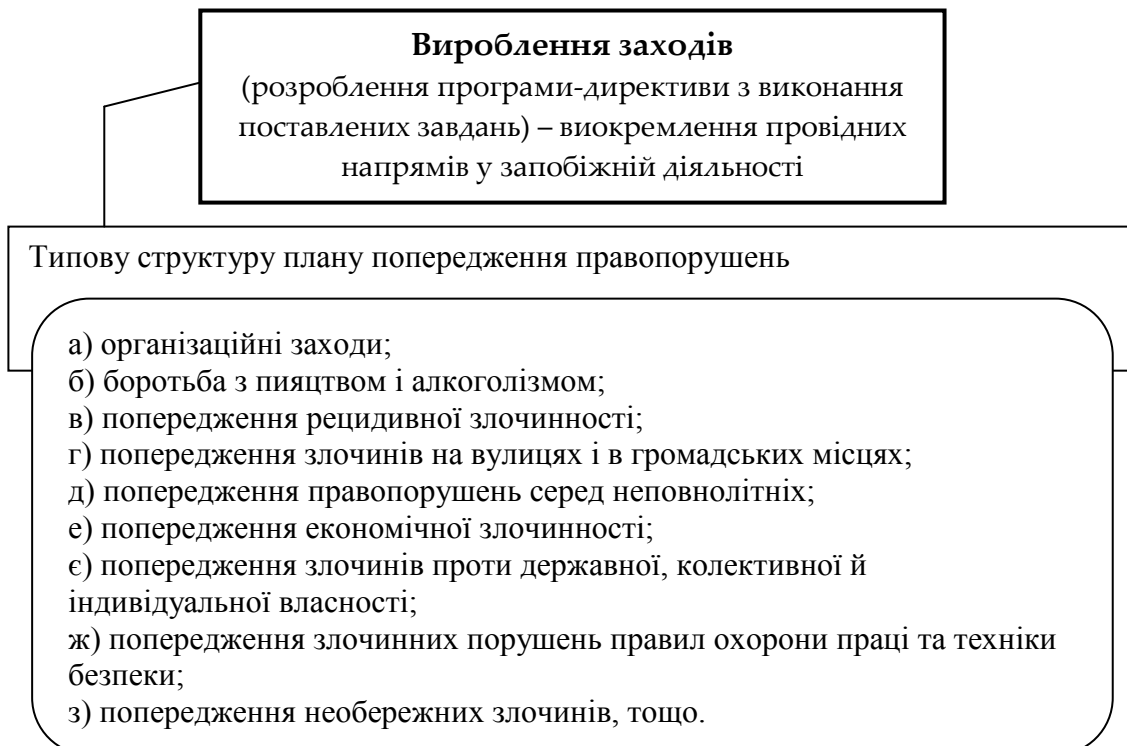 Вироблення заходів
(розроблення програми-директиви з виконання
поставлених завдань) – виокремлення провідних
напрямів у запобіжній діяльності
Типову структуру плану попередження правопорушень
а) організаційні заходи;
б) боротьба з пияцтвом і алкоголізмом;
в) попередження рецидивної злочинності;
г) попередження злочинів на вулицях і в громадських місцях;
д) попередження правопорушень серед неповнолітніх;
е) попередження економічної злочинності;
є) попередження злочинів проти державної, колективної й
індивідуальної власності;
ж) попередження злочинних порушень правил охорони праці та техніки
безпеки;
з) попередження необережних злочинів, тощо.